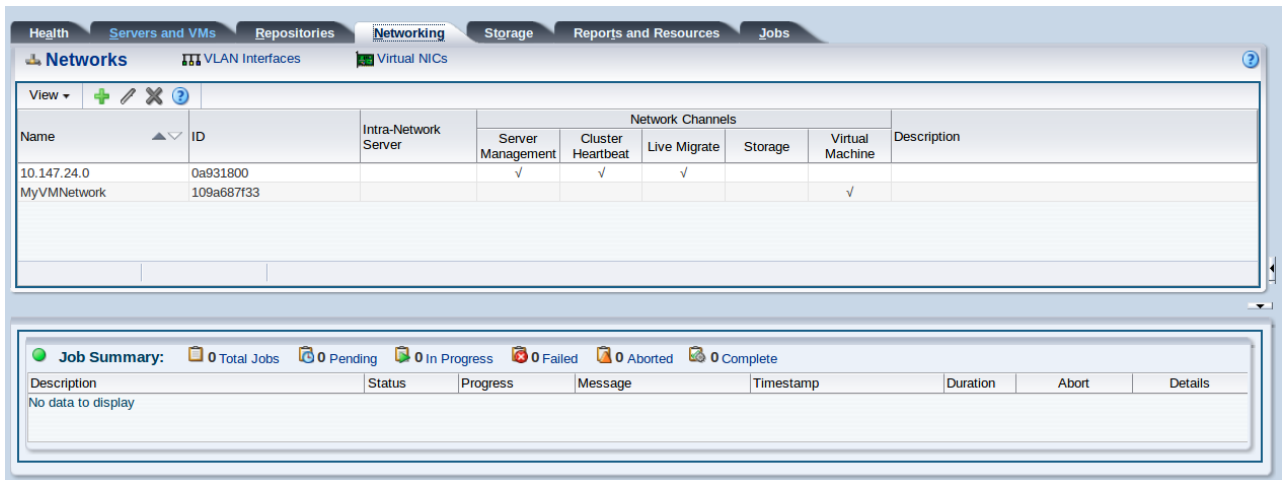 Health Servers and VMs Repositories Networking Storage Reports and Resources Jobs
Networks VLAN Interfaces Virtual NICs
View
Network Channels
Name ID Intra-Network Server Server Management Cluster Heartbeat Live Migrate Storage Virtual Machine Description
10.147.24.0 0a931800 √ √ √
MyVMNetwork 109a687f33 √
Job Summary: 0 Total Jobs 0 Pending 0 In Progress 0 Failed 0 Aborted 0 Complete
Description Status Progress Message Timestamp Duration Abort Details
No data to display